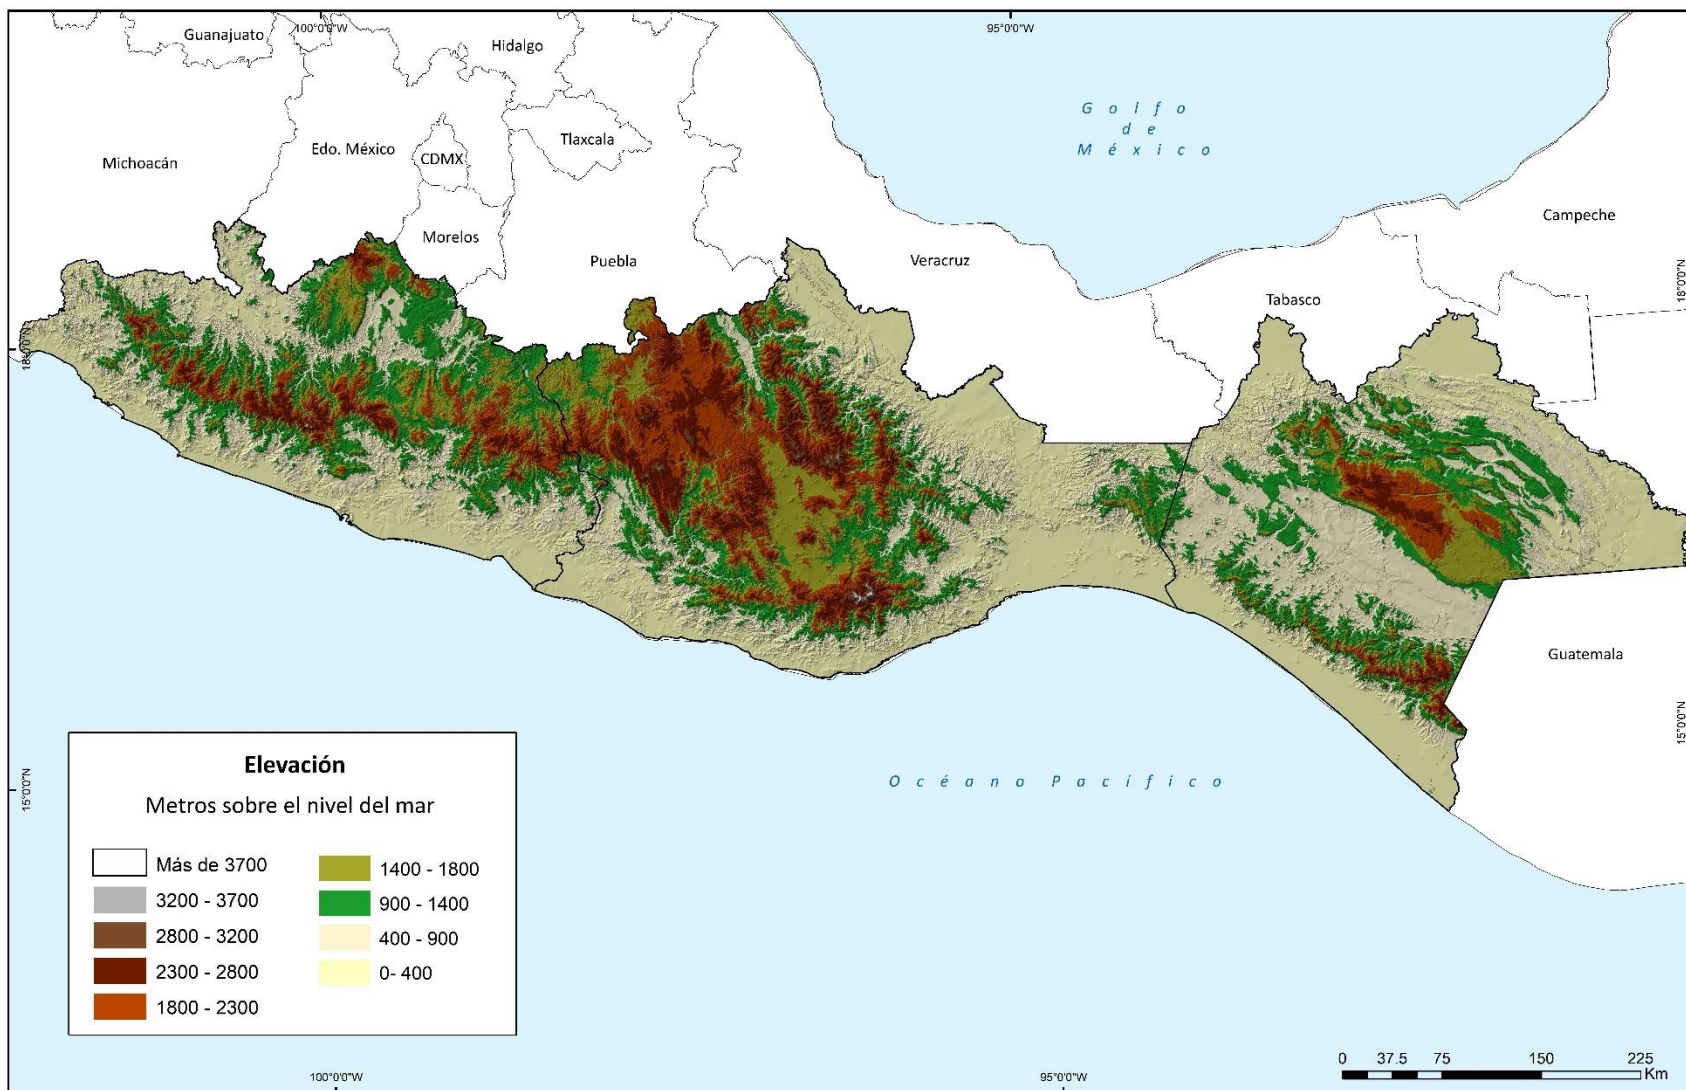 100°0'0"W
95°0'0"W
Guanajuato
Hidalgo
Golfo
de
México
Michoacán
Edo. México
CDMX
Tlaxcala
Morelos
Puebla
Veracruz
Campeche
Tabasco
18°0'0"N
Guatemala
15°0'0"N
15°0'0"N
Océano Pacífico
Elevación
Metros sobre el nivel del mar
Más de 3700
3200 - 3700
2800 - 3200
2300 - 2800
1800 - 2300
1400 - 1800
900 - 1400
400 - 900
0- 400
100°0'0"W
95°0'0"W
0 37.5 75 150 225
Km